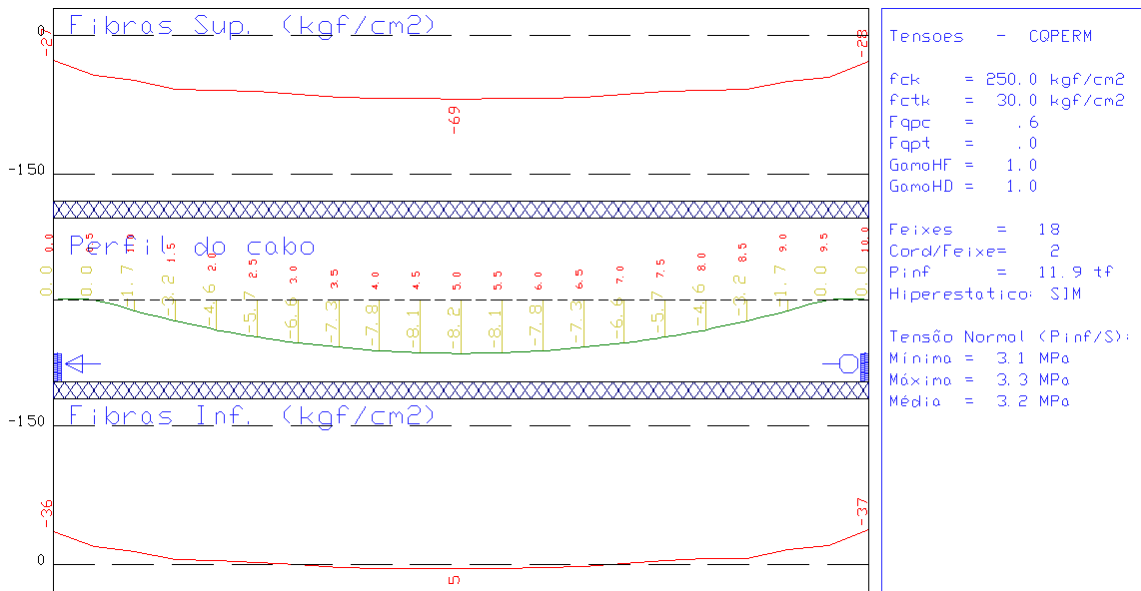 Fibras Sup. (kgf/cm2)
0
-27
-28
-69
-150
Perfil do cabo
0.0 0.5 1.0 1.5 2.0 2.5 3.0 3.5 4.0 4.5 5.0 5.5 6.0 6.5 7.0 7.5 8.0 8.5 9.0 9.5 10.0
0.0 0.0 -1.7 -3.2 -4.6 -5.7 -6.6 -7.3 -7.8 -8.1 -8.2 -8.1 -7.8 -7.3 -6.6 -5.7 -4.6 -3.2 -1.7 0.0 0.0
Fibras Inf. (kgf/cm2)
-150
-36
-37
0
5
Tensoes - CQPERM
fck = 250.0 kgf/cm2
fctk = 30.0 kgf/cm2
Fqpc = .6
Fqpt = .0
GamaHF = 1.0
GamaHD = 1.0
Feixes = 18
Cord/Feixe= 2
Pinf = 11.9 tf
Hiperestatico: SIM
Tensão Normal (Pinf/S):
Mínima = 3.1 MPa
Máxima = 3.3 MPa
Média = 3.2 MPa